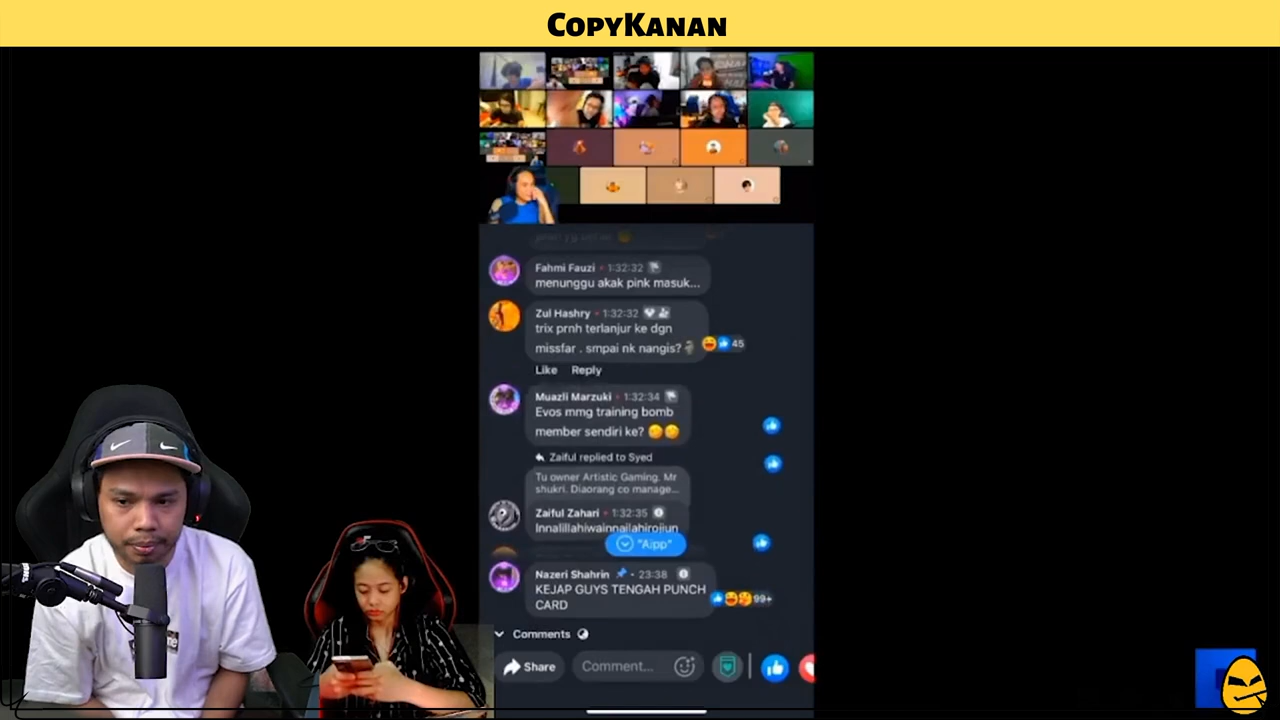 COPYKANAN
Fahmi Fauzi • 1:32:32
menunggu akak pink masuk...
Zul Hashry • 1:32:32
trix prnh terlanjur ke dgn
missfar . smpai nk nangis?
45
Like Reply
Muazli Marzuki • 1:32:34
Evos mmg training bomb
member sendiri ke?
Zaiful replied to Syed
Tu owner Artistic Gaming. Mr
shukri. Diaorang co manage...
Zaiful Zahari • 1:32:35
Innalillahiwainnailahirojiun
"Aipp"
Nazeri Shahrin • 23:38
KEJAP GUYS TENGAH PUNCH
CARD
99+
Comments
Share
Comment...